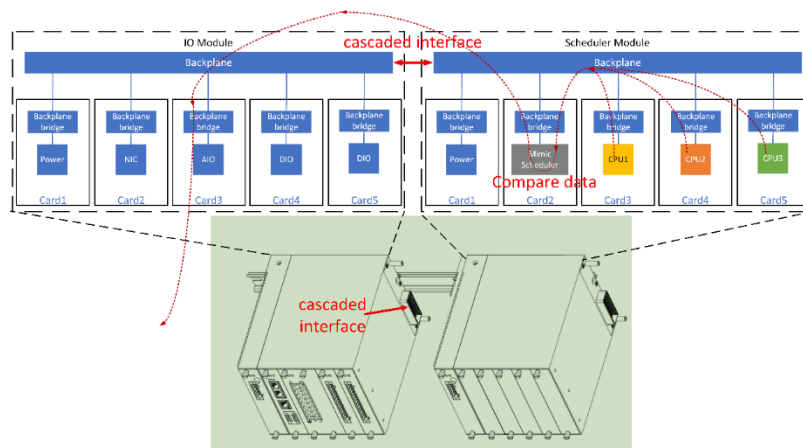 IO Module
cascaded interface
Scheduler Module
Backplane
Backplane
Backplane
bridge
Backplane
bridge
Backplane
bridge
Backplane
bridge
Backplane
bridge
Backplane
bridge
Backplane
bridge
Backplane
bridge
Backplane
bridge
Backplane
bridge
Power
NIC
AIO
DIO
DIO
Power
Mimic
Scheduler
CPU1
CPU2
CPU3
Compare data
Card1
Card2
Card3
Card4
Card5
Card1
Card2
Card3
Card4
Card5
cascaded
interface